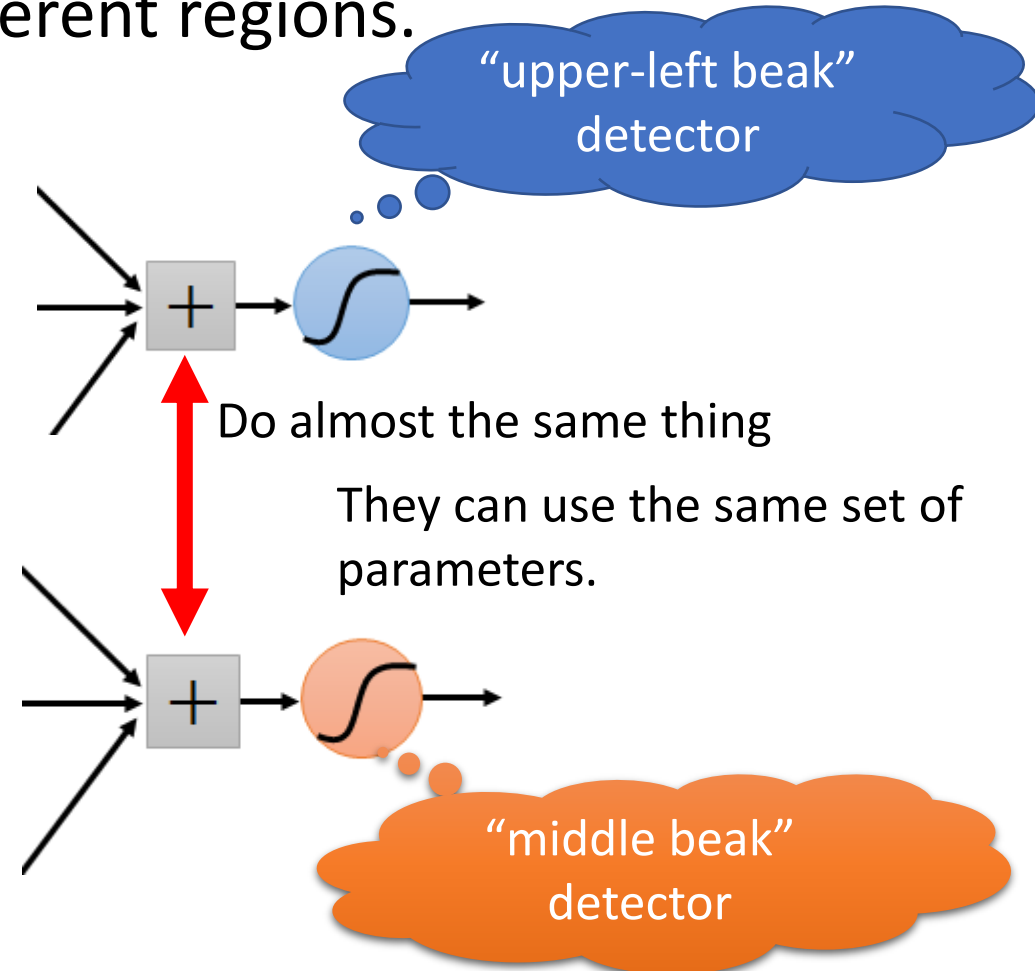 erent regions.
“upper-left beak”
detector
+
Do almost the same thing
They can use the same set of
parameters.
+
“middle beak”
detector